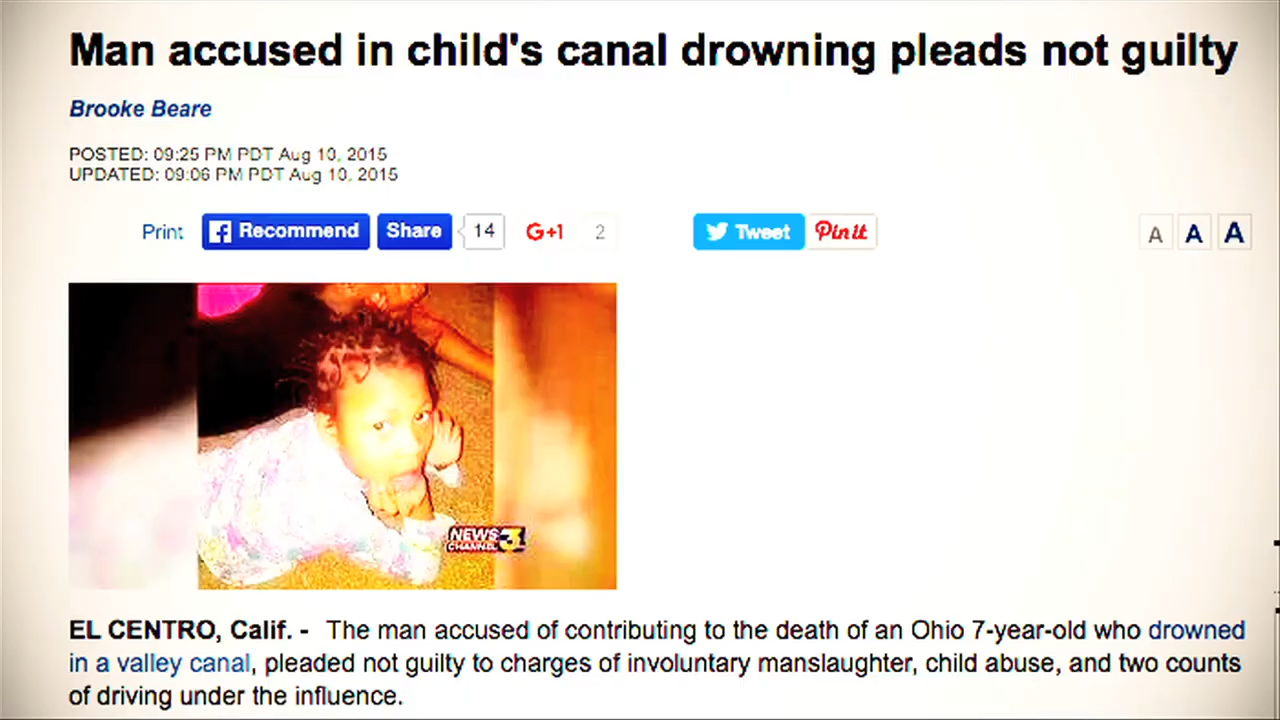 Man accused in child's canal drowning pleads not guilty
Brooke Beare
POSTED: 09:25 PM PDT Aug 10, 2015
UPDATED: 09:06 PM PDT Aug 10, 2015
Print Recommend Share 14 G+1 2 Tweet Pin it A A A
NEWS 3
CHANNEL
EL CENTRO, Calif. - The man accused of contributing to the death of an Ohio 7-year-old who drowned
in a valley canal, pleaded not guilty to charges of involuntary manslaughter, child abuse, and two counts
of driving under the influence.